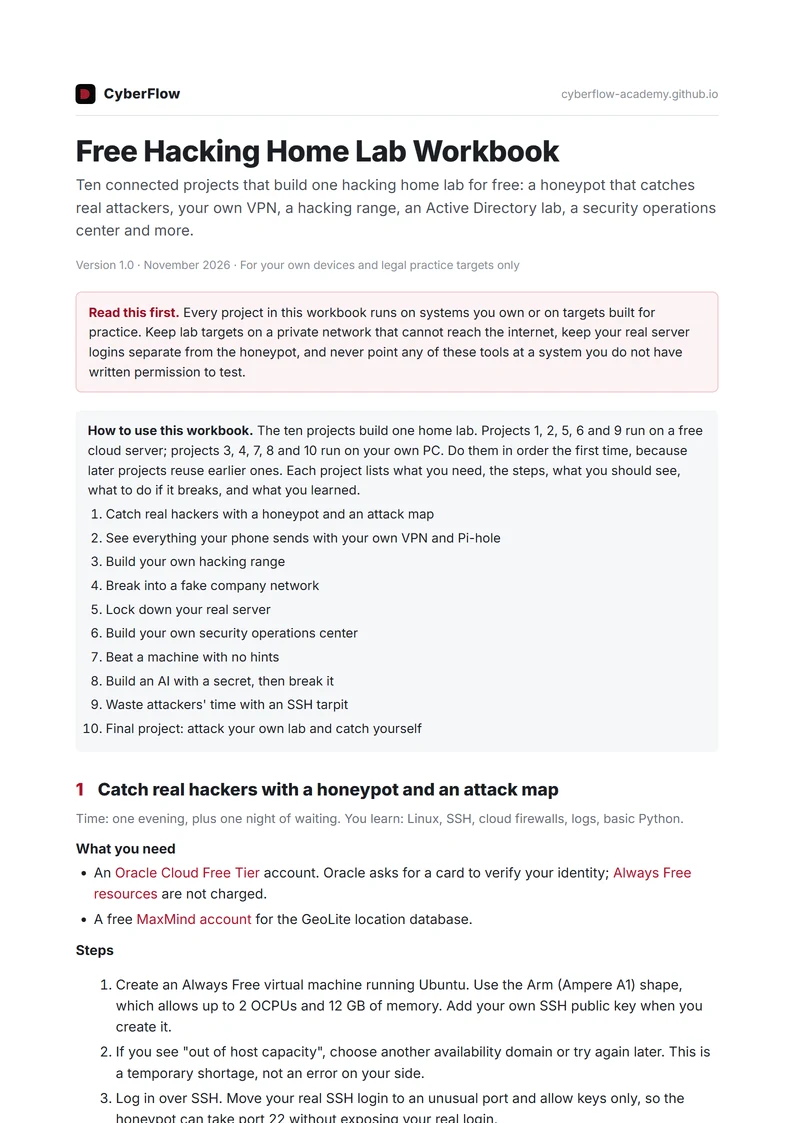 CyberFlow
cyberflow-academy.github.io
Free Hacking Home Lab Workbook
Ten connected projects that build one hacking home lab for free: a honeypot that catches
real attackers, your own VPN, a hacking range, an Active Directory lab, a security operations
center and more.
Version 1.0 · November 2026 · For your own devices and legal practice targets only
Read this first. Every project in this workbook runs on systems you own or on targets built for
practice. Keep lab targets on a private network that cannot reach the internet, keep your real server
logins separate from the honeypot, and never point any of these tools at a system you do not have
written permission to test.
How to use this workbook. The ten projects build one home lab. Projects 1, 2, 5, 6 and 9 run on a free
cloud server; projects 3, 4, 7, 8 and 10 run on your own PC. Do them in order the first time, because
later projects reuse earlier ones. Each project lists what you need, the steps, what you should see,
what to do if it breaks, and what you learned.
1. Catch real hackers with a honeypot and an attack map
2. See everything your phone sends with your own VPN and Pi-hole
3. Build your own hacking range
4. Break into a fake company network
5. Lock down your real server
6. Build your own security operations center
7. Beat a machine with no hints
8. Build an AI with a secret, then break it
9. Waste attackers' time with an SSH tarpit
10. Final project: attack your own lab and catch yourself
1 Catch real hackers with a honeypot and an attack map
Time: one evening, plus one night of waiting. You learn: Linux, SSH, cloud firewalls, logs, basic Python.
What you need
• An Oracle Cloud Free Tier account. Oracle asks for a card to verify your identity; Always Free
resources are not charged.
• A free MaxMind account for the GeoLite location database.
Steps
1. Create an Always Free virtual machine running Ubuntu. Use the Arm (Ampere A1) shape,
which allows up to 2 OCPUs and 12 GB of memory. Add your own SSH public key when you
create it.
2. If you see "out of host capacity", choose another availability domain or try again later. This is
a temporary shortage, not an error on your side.
3. Log in over SSH. Move your real SSH login to an unusual port and allow keys only, so the
honeypot can take port 22 without exposing your real login.